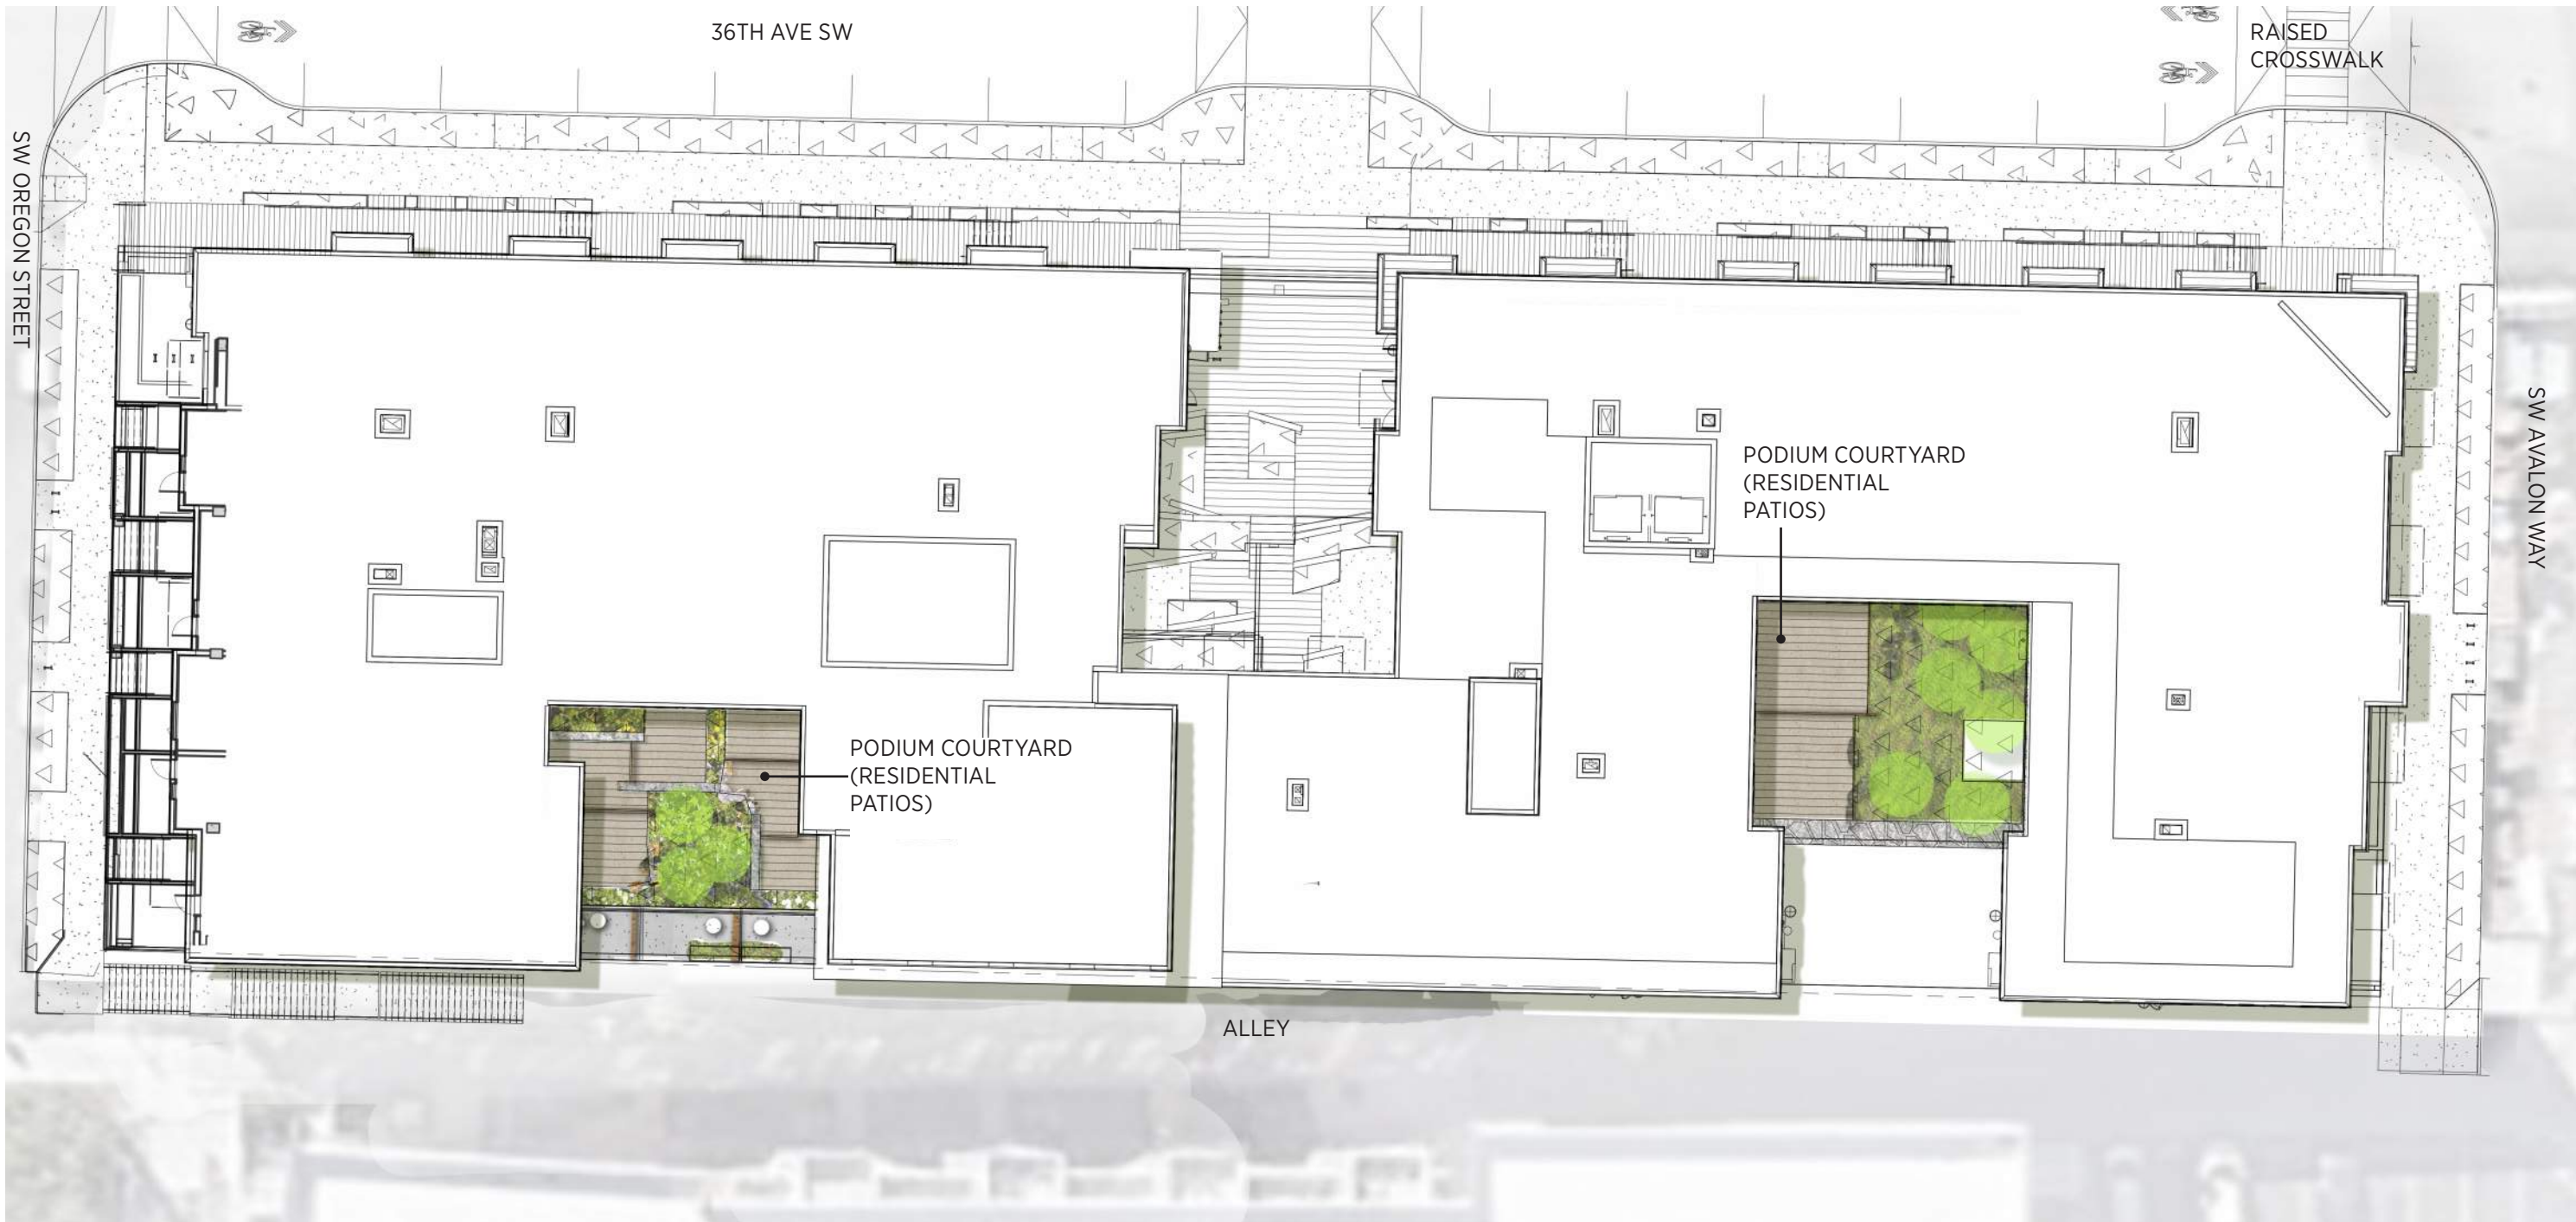 36TH AVE SW
RAISED
CROSSWALK
SW OREGON STREET
SW AVALON WAY
PODIUM COURTYARD
(RESIDENTIAL
PATIOS)
PODIUM COURTYARD
(RESIDENTIAL
PATIOS)
ALLEY